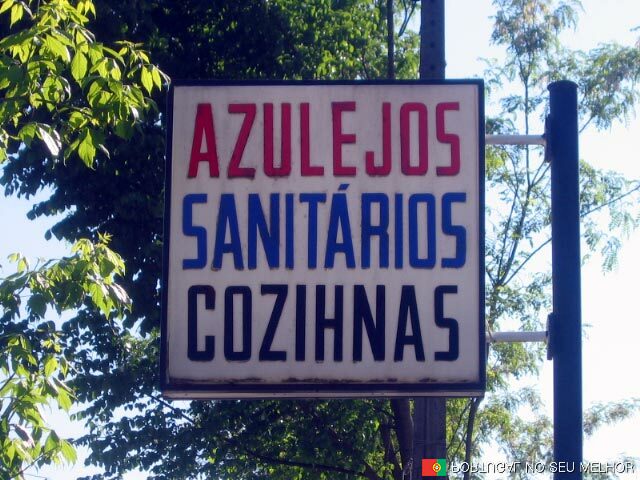 AZULEJOS
SANITÁRIOS
COZIHNAS
PORTUGAL NO SEU MELHOR